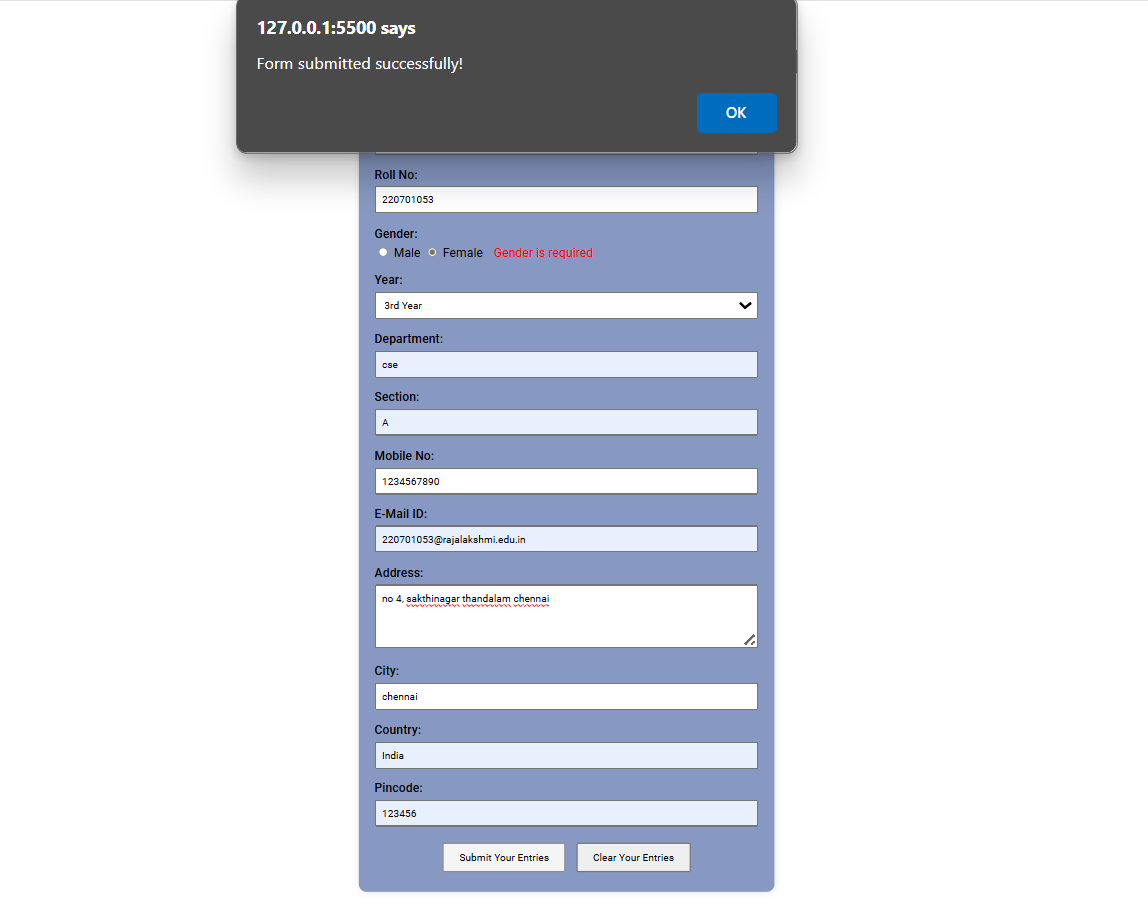 127.0.0.1:5500 says
Form submitted successfully!
OK
Roll No:
220701053
Gender:
Male Female Gender is required
Year:
3rd Year
Department:
cse
Section:
A
Mobile No:
1234567890
E-Mail ID:
220701053@rajalakshmi.edu.in
Address:
no 4, sakthinagar thandalam chennai
City:
chennai
Country:
India
Pincode:
123456
Submit Your Entries Clear Your Entries